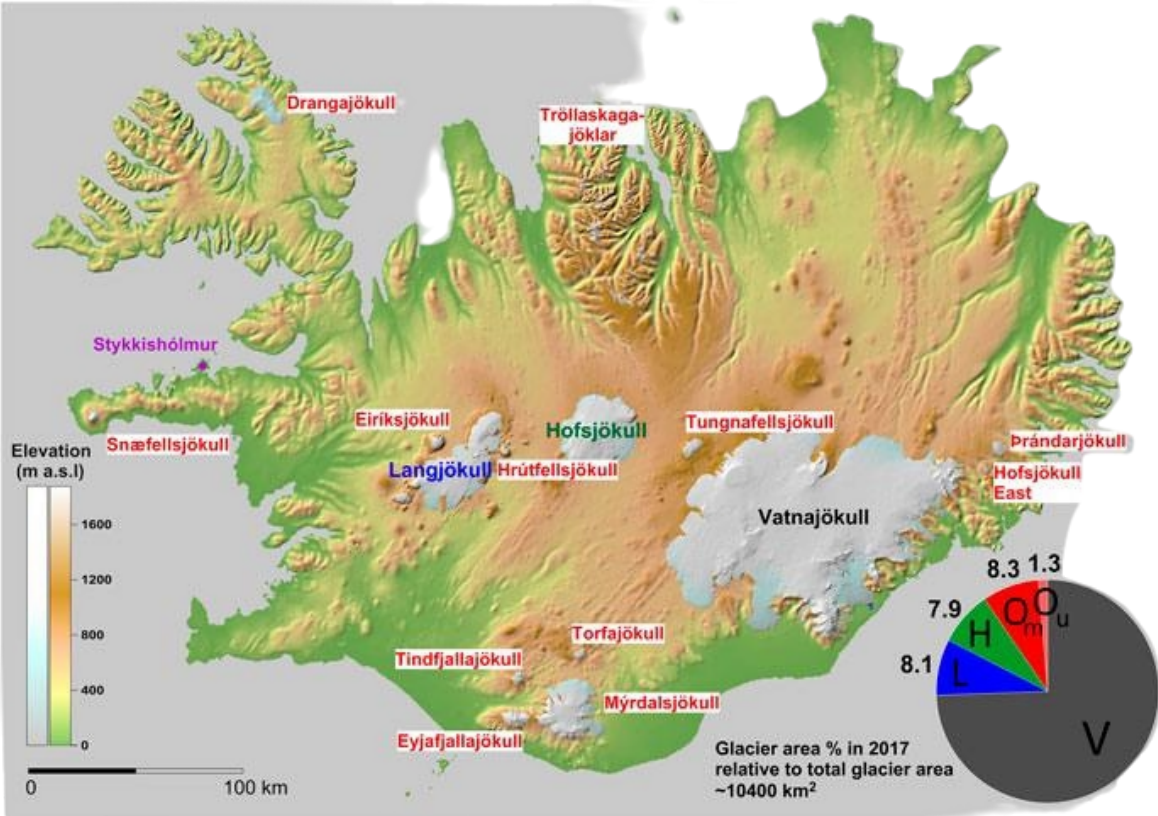 Drangajökull
Tröllaskaga-
jöklar
Stykkishólmur
Snæfellsjökull
Eiríksjökull
Langjökull
Hrútfellsjökull
Hofsjökull
Tungnafellsjökull
Vatnajökull
Þrándarjökull
Hofsjökull
East
Elevation
(m a.s.l)
1600
1200
800
400
0
0
100 km
Torfajökull
Tindfjallajökull
Mýrdalsjökull
Eyjafjallajökull
Glacier area % in 2017
relative to total glacier area
~10400 km²
8.3 1.3
7.9
8.1
L
H
Om
Ou
V